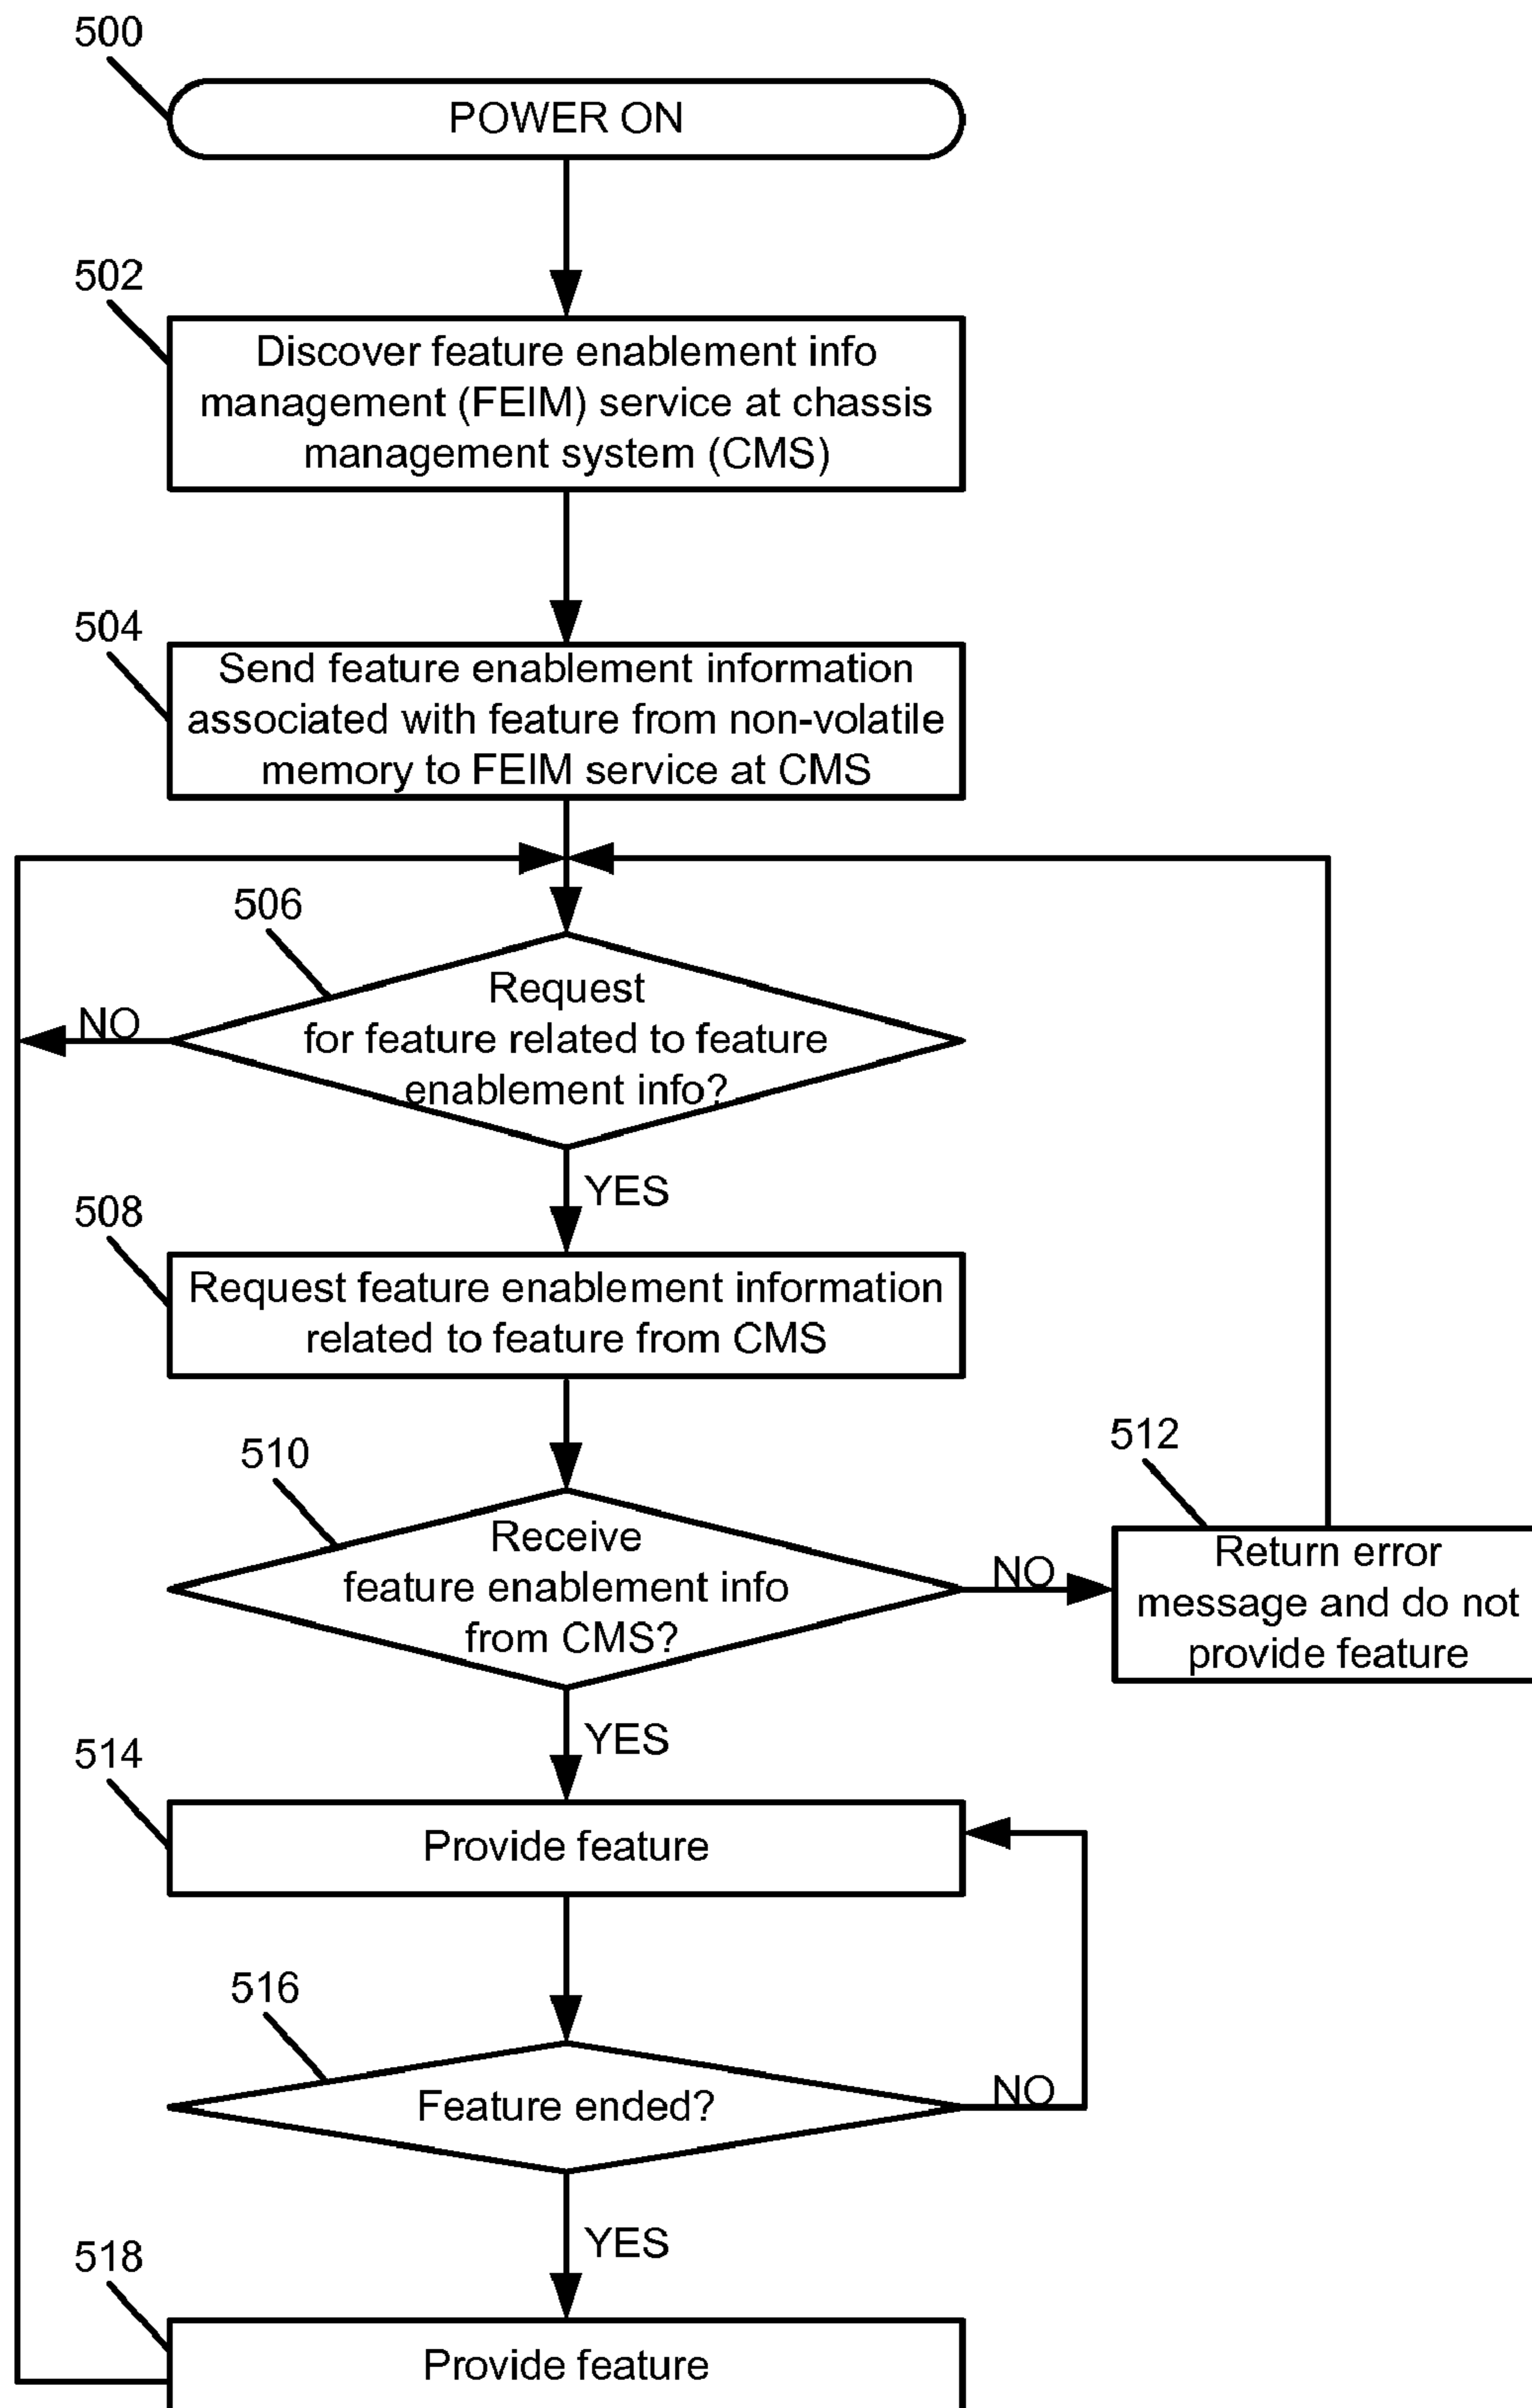 500
POWER ON
502
Discover feature enablement info
management (FEIM) service at chassis
management system (CMS)
504
Send feature enablement information
associated with feature from non-volatile
memory to FEIM service at CMS
506
Request
for feature related to feature
enablement info?
NO
YES
508
Request feature enablement information
related to feature from CMS
510
Receive
feature enablement info
from CMS?
NO
512
Return error
message and do not
provide feature
YES
514
Provide feature
516
Feature ended?
NO
YES
518
Provide feature